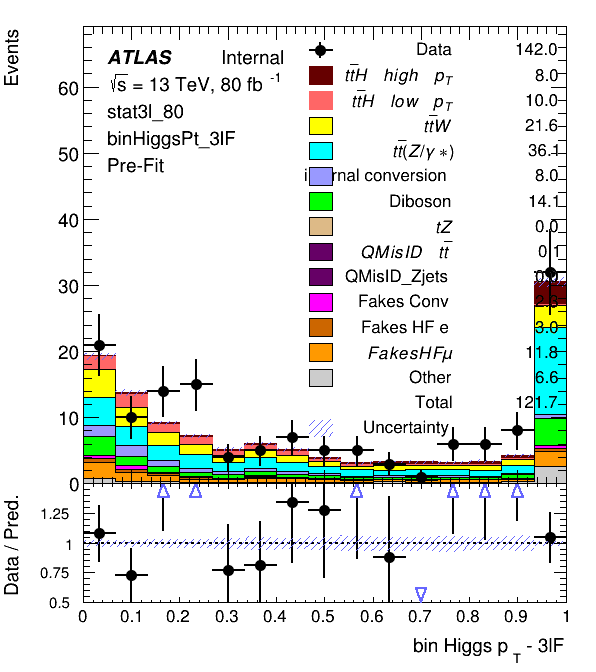 Events
ATLAS Internal
√s = 13 TeV, 80 fb -1
stat3l_80
binHiggsPt_3lF
Pre-Fit
Data 142.0
tt̄H high pT 8.0
tt̄H low pT 10.0
tt̄W 21.6
tt̄(Z/γ*) 36.1
internal conversion 8.0
Diboson 14.1
tZ 0.0
QMisID tt̄ 0.1
QMisID_Zjets 0.0
Fakes Conv 2.3
Fakes HF e 3.0
FakesHFμ 11.8
Other 6.6
Total 121.7
Uncertainty
60
50
40
30
20
10
0
Data / Pred.
1.25
1
0.75
0.5
0 0.1 0.2 0.3 0.4 0.5 0.6 0.7 0.8 0.9 1
bin Higgs p T - 3lF